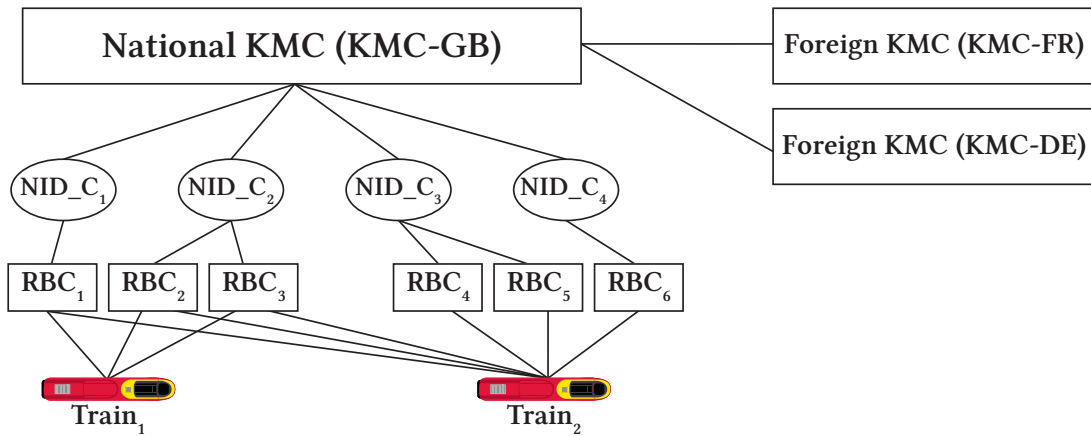 National KMC (KMC-GB)
Foreign KMC (KMC-FR)
Foreign KMC (KMC-DE)
NID_C₁ NID_C₂ NID_C₃ NID_C₄
RBC₁ RBC₂ RBC₃ RBC₄ RBC₅ RBC₆
Train₁ Train₂